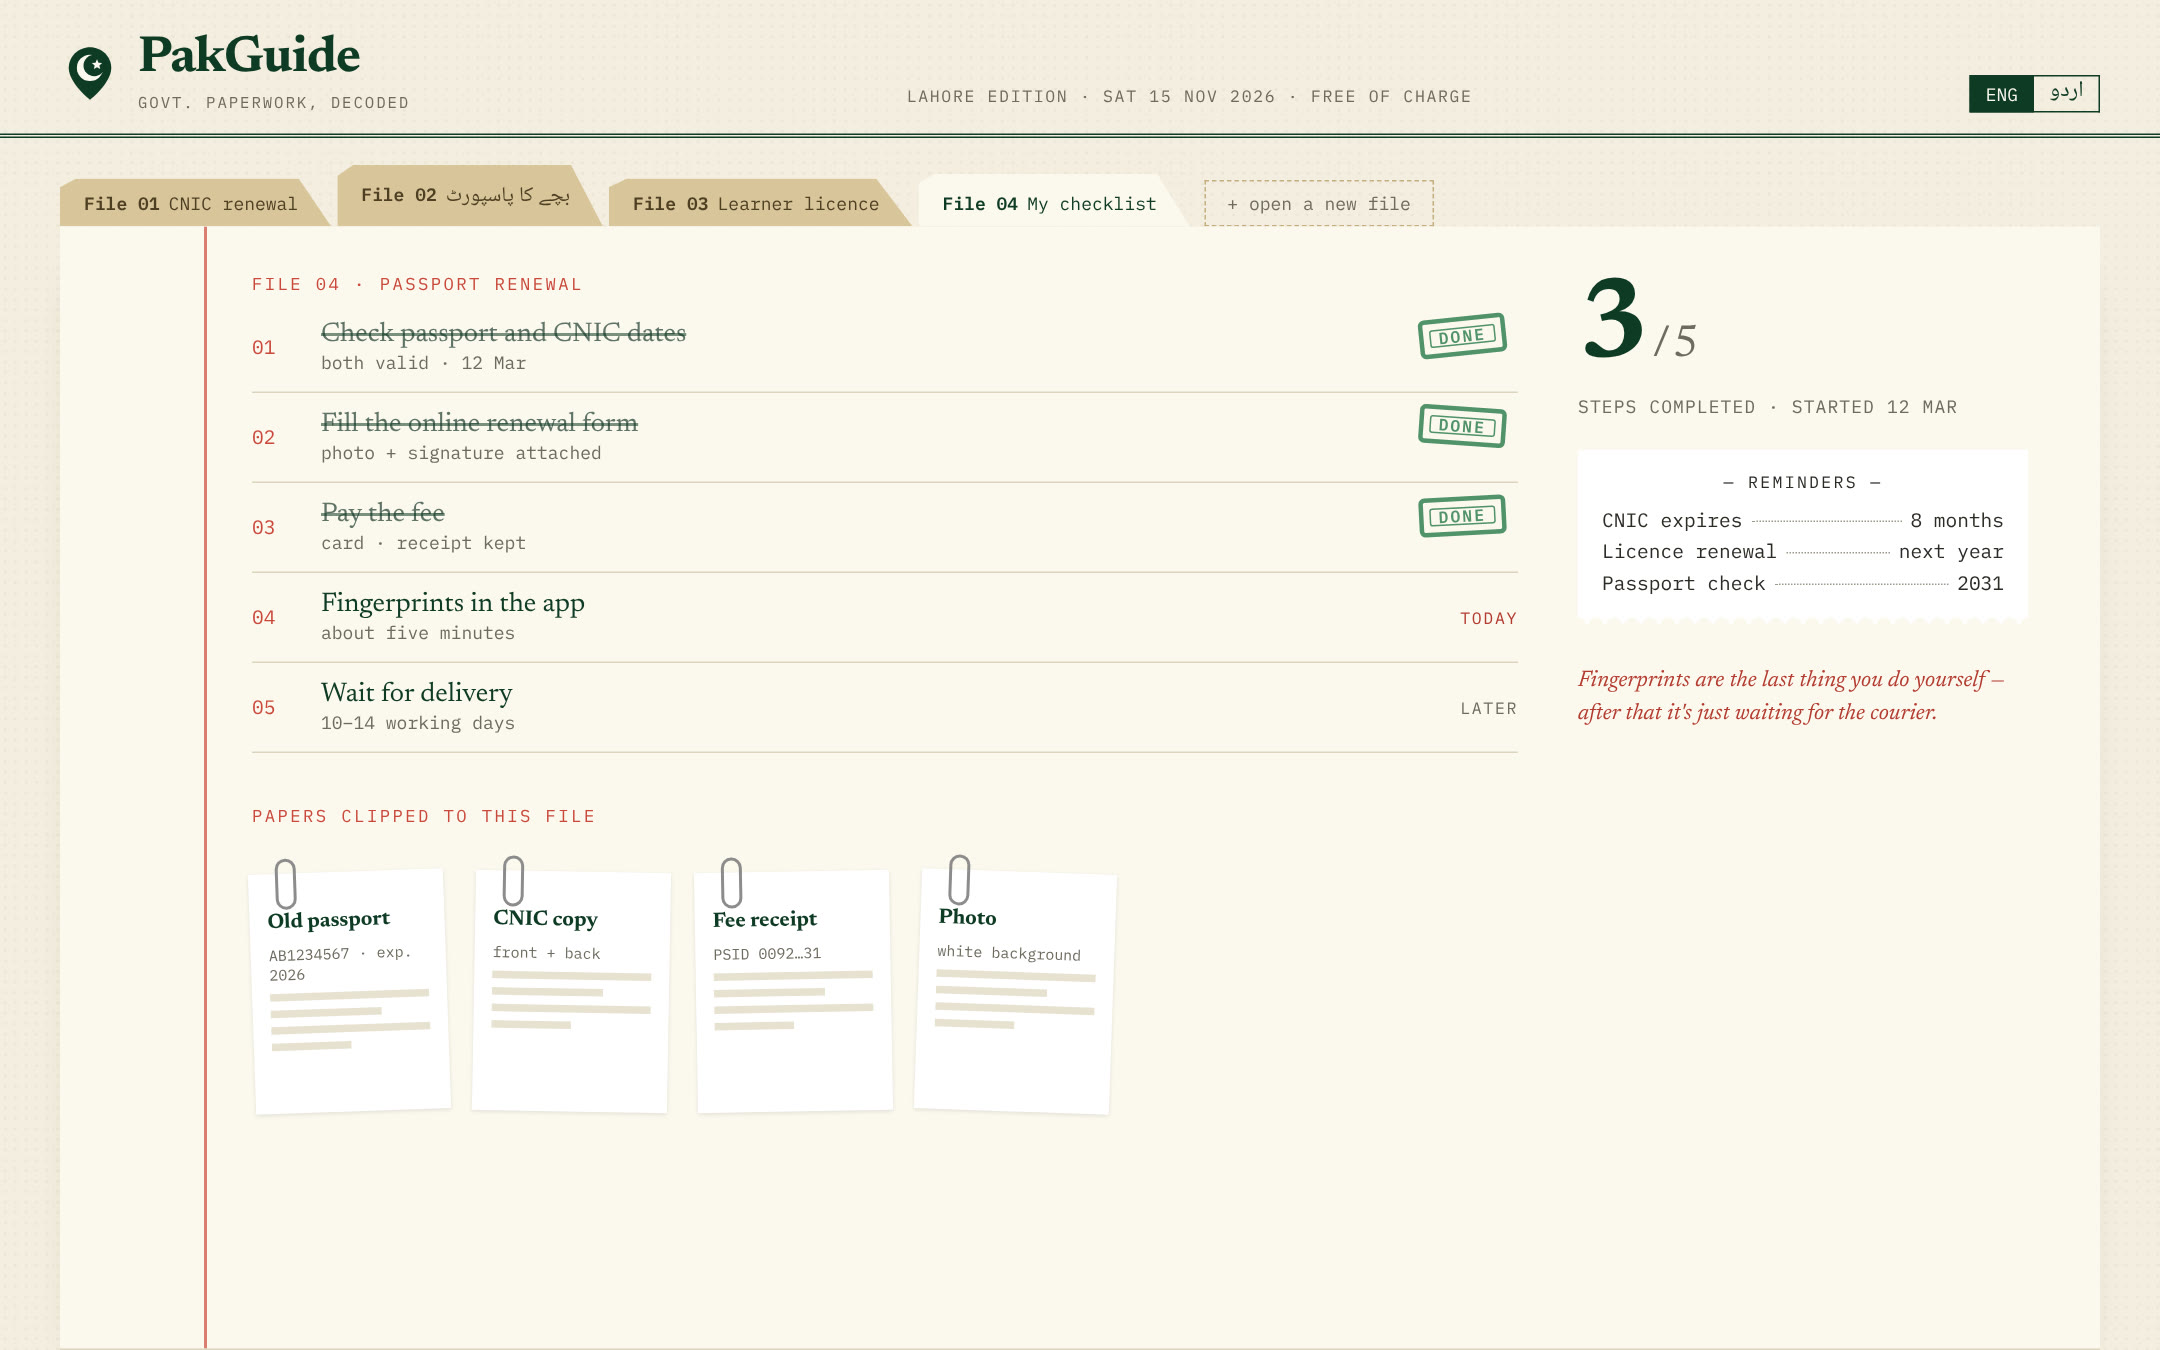 PakGuide
GOVT. PAPERWORK, DECODED
LAHORE EDITION · SAT 15 NOV 2026 · FREE OF CHARGE
ENG اردو
File 01 CNIC renewal
File 02 بچے کا پاسپورٹ
File 03 Learner licence
File 04 My checklist
+ open a new file
FILE 04 · PASSPORT RENEWAL
01 Check passport and CNIC dates
both valid · 12 Mar
DONE
02 Fill the online renewal form
photo + signature attached
DONE
03 Pay the fee
card · receipt kept
DONE
04 Fingerprints in the app
about five minutes
TODAY
05 Wait for delivery
10–14 working days
LATER
3 /5
STEPS COMPLETED · STARTED 12 MAR
— REMINDERS —
CNIC expires 8 months
Licence renewal next year
Passport check 2031
Fingerprints are the last thing you do yourself —
after that it's just waiting for the courier.
PAPERS CLIPPED TO THIS FILE
Old passport
AB1234567 · exp.
2026
CNIC copy
front + back
Fee receipt
PSID 0092…31
Photo
white background